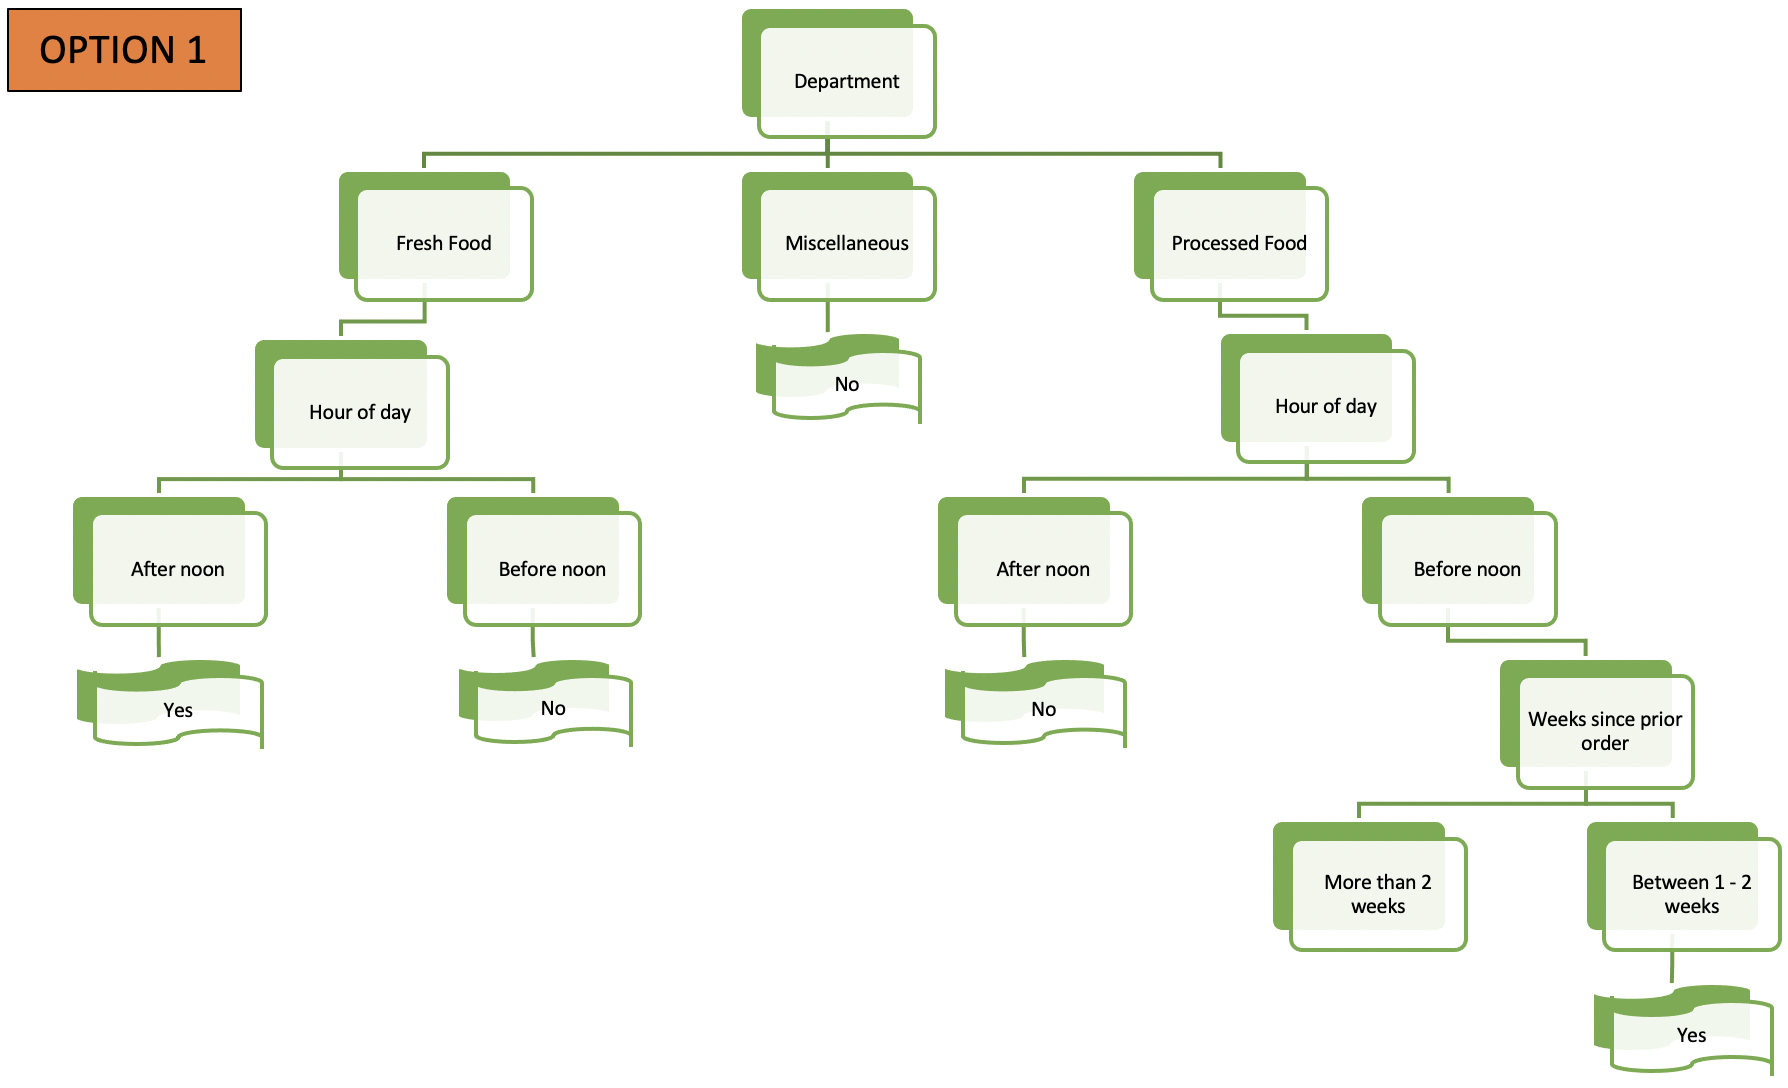 OPTION 1
Department
Fresh Food
Miscellaneous
Processed Food
Hour of day
No
Hour of day
After noon
Before noon
After noon
Before noon
Yes
No
No
Weeks since prior
order
More than 2
weeks
Between 1 - 2
weeks
Yes